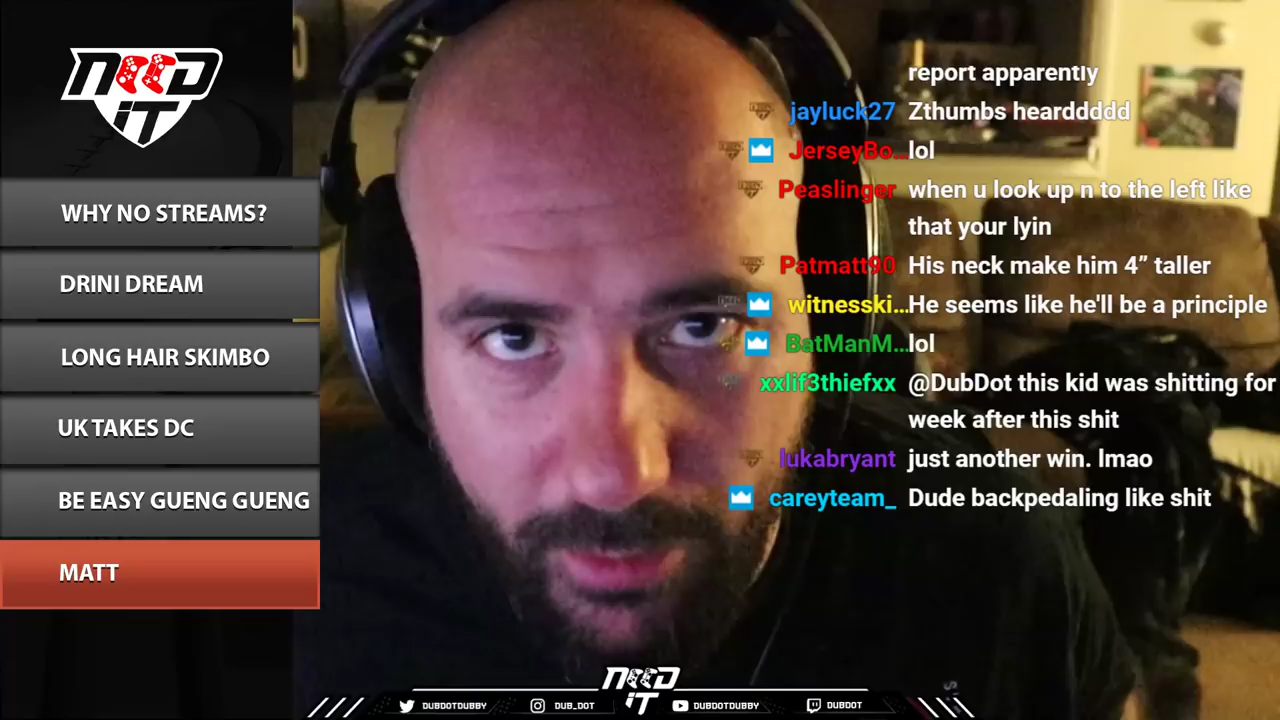 NEED
iT
WHY NO STREAMS?
DRINI DREAM
LONG HAIR SKIMBO
UK TAKES DC
BE EASY GUENG GUENG
MATT
report apparently
jayluck27 Zthumbs hearddddd
JerseyBo... lol
Peaslinger when u look up n to the left like
that your lyin
Patmatt90 His neck make him 4” taller
witnesski... He seems like he'll be a principle
BatManM... lol
xxlif3thiefxx @DubDot this kid was shitting for
week after this shit
lukabryant just another win. lmao
careyteam_ Dude backpedaling like shit
NEED
iT
DUBDOTDUBBY DUB_DOT DUBDOTDUBBY DUBDOT